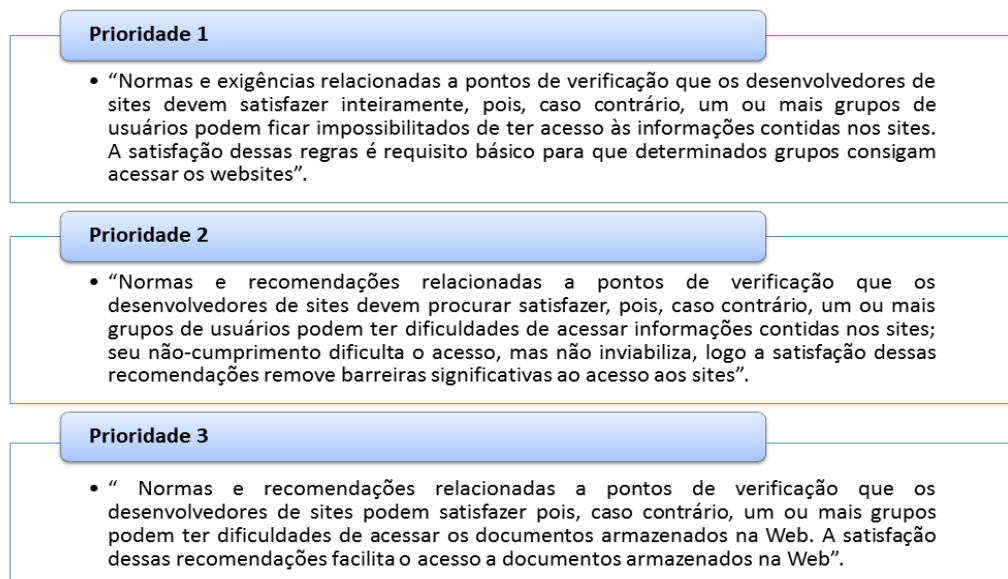 Prioridade 1
• “Normas e exigências relacionadas a pontos de verificação que os desenvolvedores de
sites devem satisfazer inteiramente, pois, caso contrário, um ou mais grupos de
usuários podem ficar impossibilitados de ter acesso às informações contidas nos sites.
A satisfação dessas regras é requisito básico para que determinados grupos consigam
acessar os websites”.
Prioridade 2
• “Normas e recomendações relacionadas a pontos de verificação que os
desenvolvedores de sites devem procurar satisfazer, pois, caso contrário, um ou mais
grupos de usuários podem ter dificuldades de acessar informações contidas nos sites;
seu não-cumprimento dificulta o acesso, mas não inviabiliza, logo a satisfação dessas
recomendações remove barreiras significativas ao acesso aos sites”.
Prioridade 3
• “ Normas e recomendações relacionadas a pontos de verificação que os
desenvolvedores de sites podem satisfazer pois, caso contrário, um ou mais grupos
podem ter dificuldades de acessar os documentos armazenados na Web. A satisfação
dessas recomendações facilita o acesso a documentos armazenados na Web”.